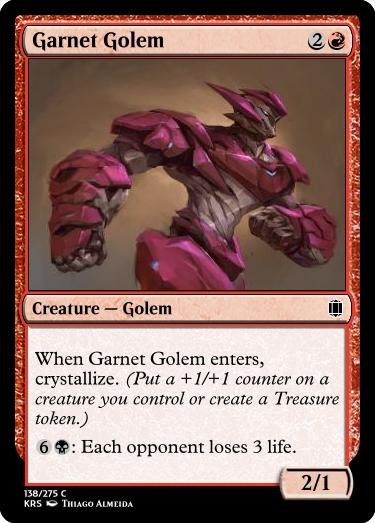 Garnet Golem 2
Creature — Golem
When Garnet Golem enters,
crystallize. (Put a +1/+1 counter on a
creature you control or create a Treasure
token.)
6: Each opponent loses 3 life.
2/1
138/275 C
KRS Thiago Almeida